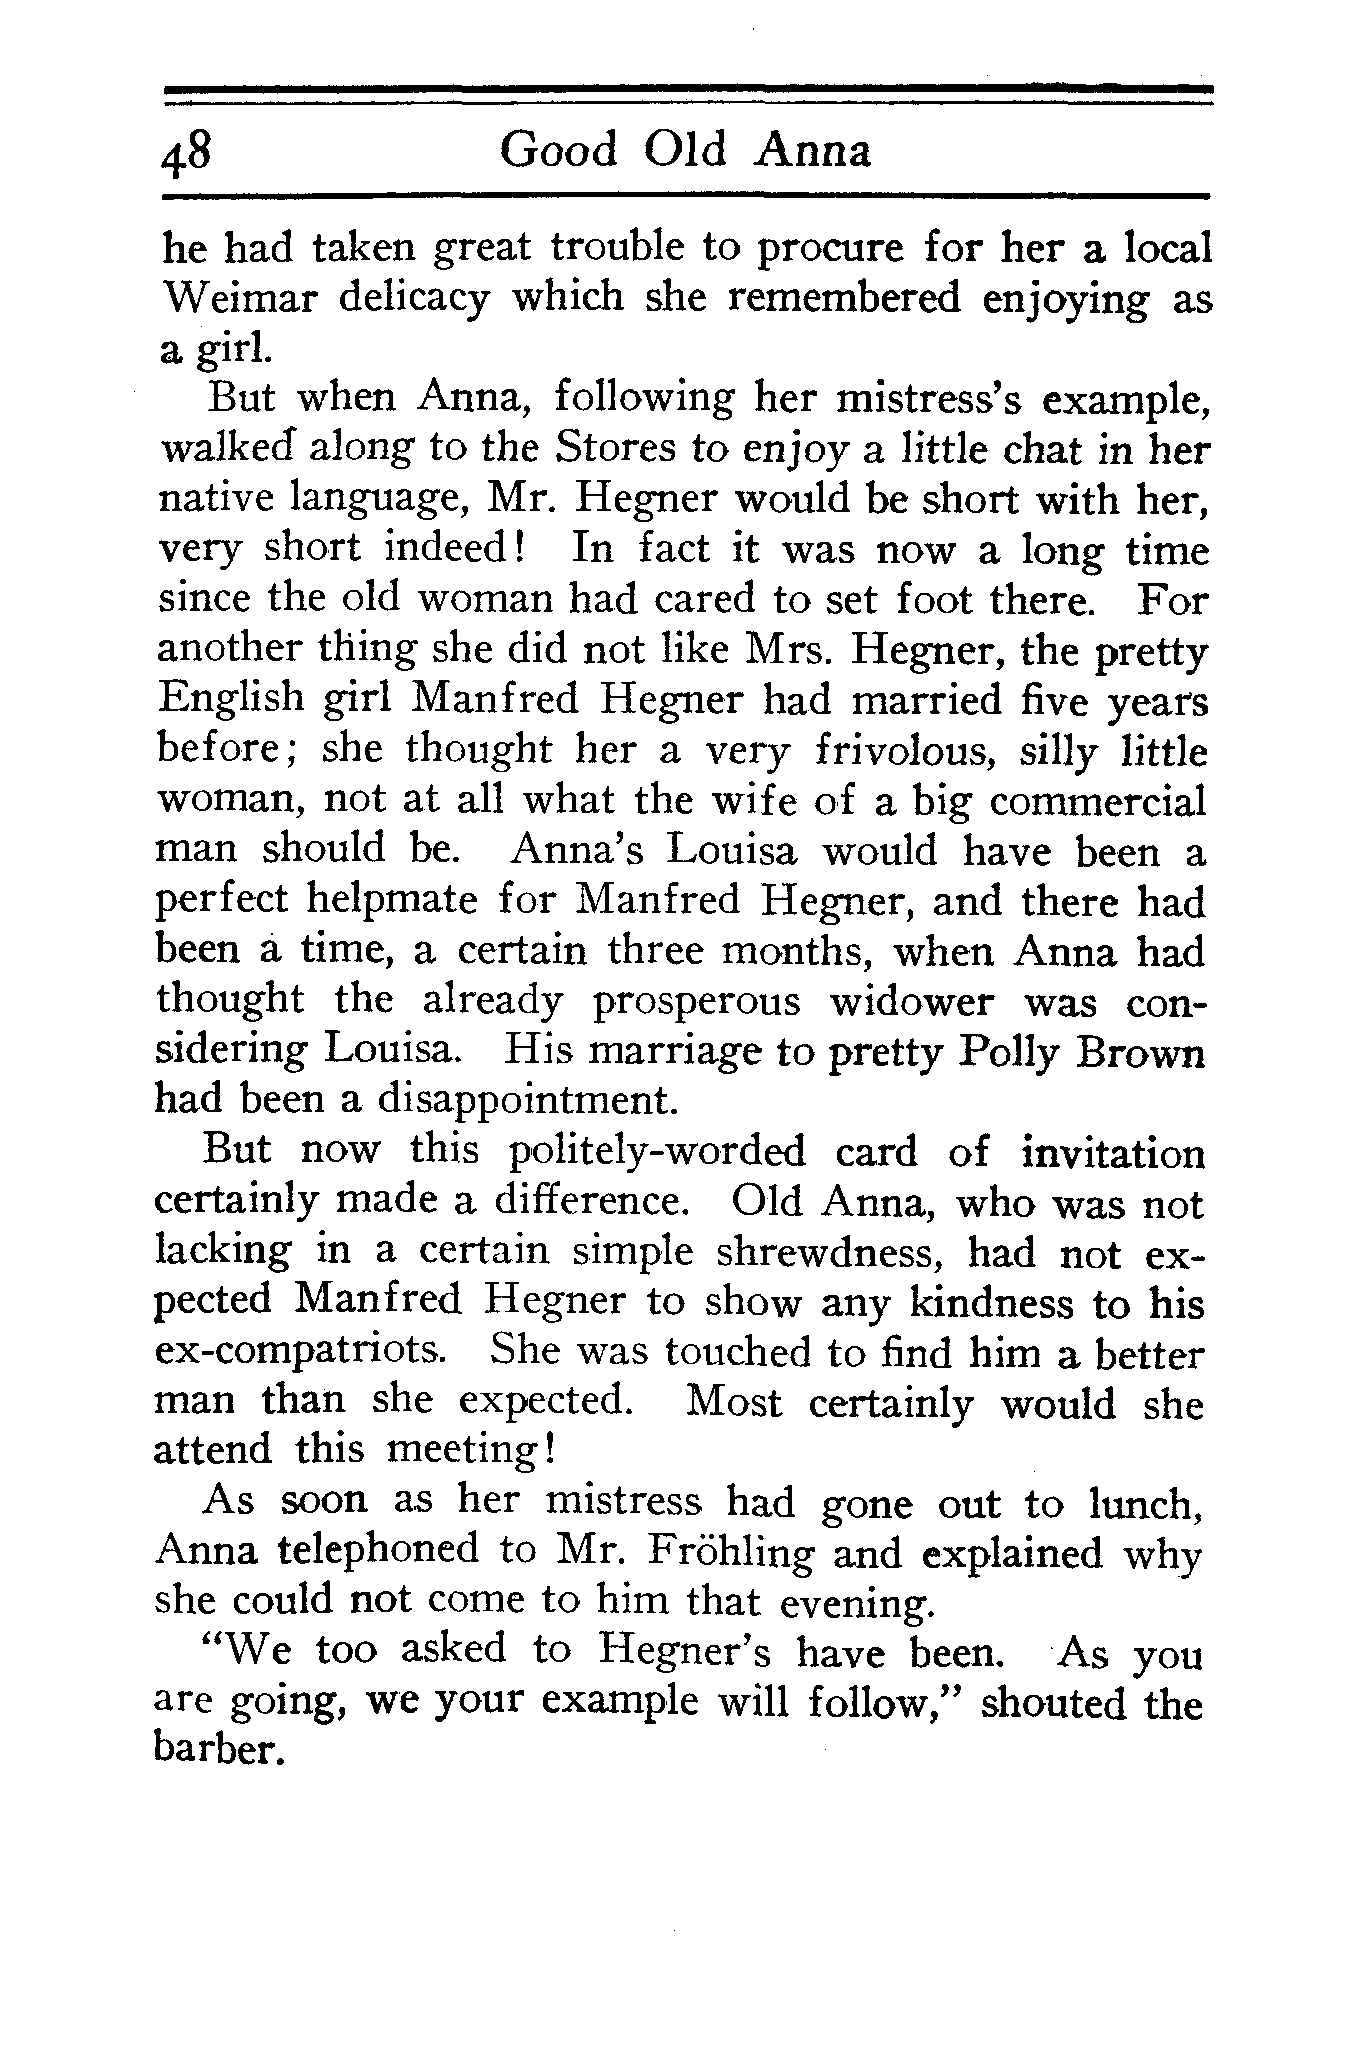 48 Good Old Anna
he had taken great trouble to procure for her a local
Weimar delicacy which she remembered enjoying as
a girl.
But when Anna, following her mistress's example,
walked along to the Stores to enjoy a little chat in her
native language, Mr. Hegner would be short with her,
very short indeed! In fact it was now a long time
since the old woman had cared to set foot there. For
another thing she did not like Mrs. Hegner, the pretty
English girl Manfred Hegner had married five years
before; she thought her a very frivolous, silly little
woman, not at all what the wife of a big commercial
man should be. Anna's Louisa would have been a
perfect helpmate for Manfred Hegner, and there had
been a time, a certain three months, when Anna had
thought the already prosperous widower was con-
sidering Louisa. His marriage to pretty Polly Brown
had been a disappointment.
But now this politely-worded card of invitation
certainly made a difference. Old Anna, who was not
lacking in a certain simple shrewdness, had not ex-
pected Manfred Hegner to show any kindness to his
ex-compatriots. She was touched to find him a better
man than she expected. Most certainly would she
attend this meeting!
As soon as her mistress had gone out to lunch,
Anna telephoned to Mr. Fröhling and explained why
she could not come to him that evening.
"We too asked to Hegner's have been. As you
are going, we your example will follow," shouted the
barber.